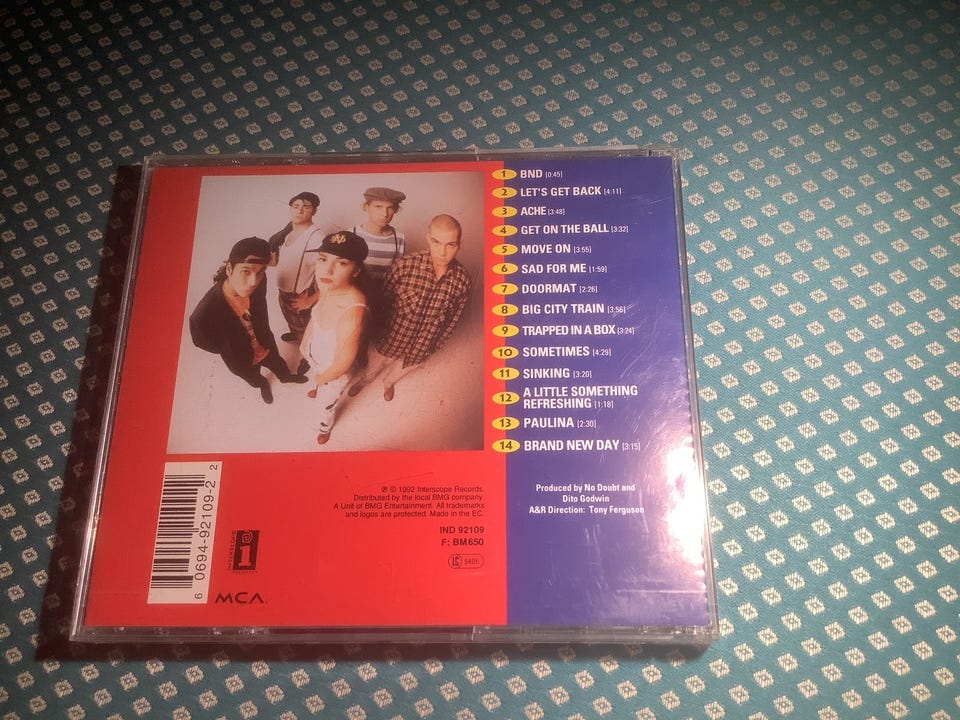 1 BND [0:45]
2 LET'S GET BACK [4:11]
3 ACHE [3:48]
4 GET ON THE BALL [3:32]
5 MOVE ON [3:55]
6 SAD FOR ME [1:59]
7 DOORMAT [2:26]
8 BIG CITY TRAIN [3:56]
9 TRAPPED IN A BOX [3:24]
10 SOMETIMES [4:29]
11 SINKING [3:20]
12 A LITTLE SOMETHING
REFRESHING [1:18]
13 PAULINA [2:30]
14 BRAND NEW DAY [3:15]
Produced by No Doubt and
Dito Godwin
A&R Direction: Tony Ferguson
℗ © 1992 Interscope Records.
Distributed by the local BMG company.
A Unit of BMG Entertainment. All trademarks
and logos are protected. Made in the EC.
IND 92109
F: BM650
LC 6406
6 0694-92109-2 2
INTERSCOPE
RECORDS
MCA.